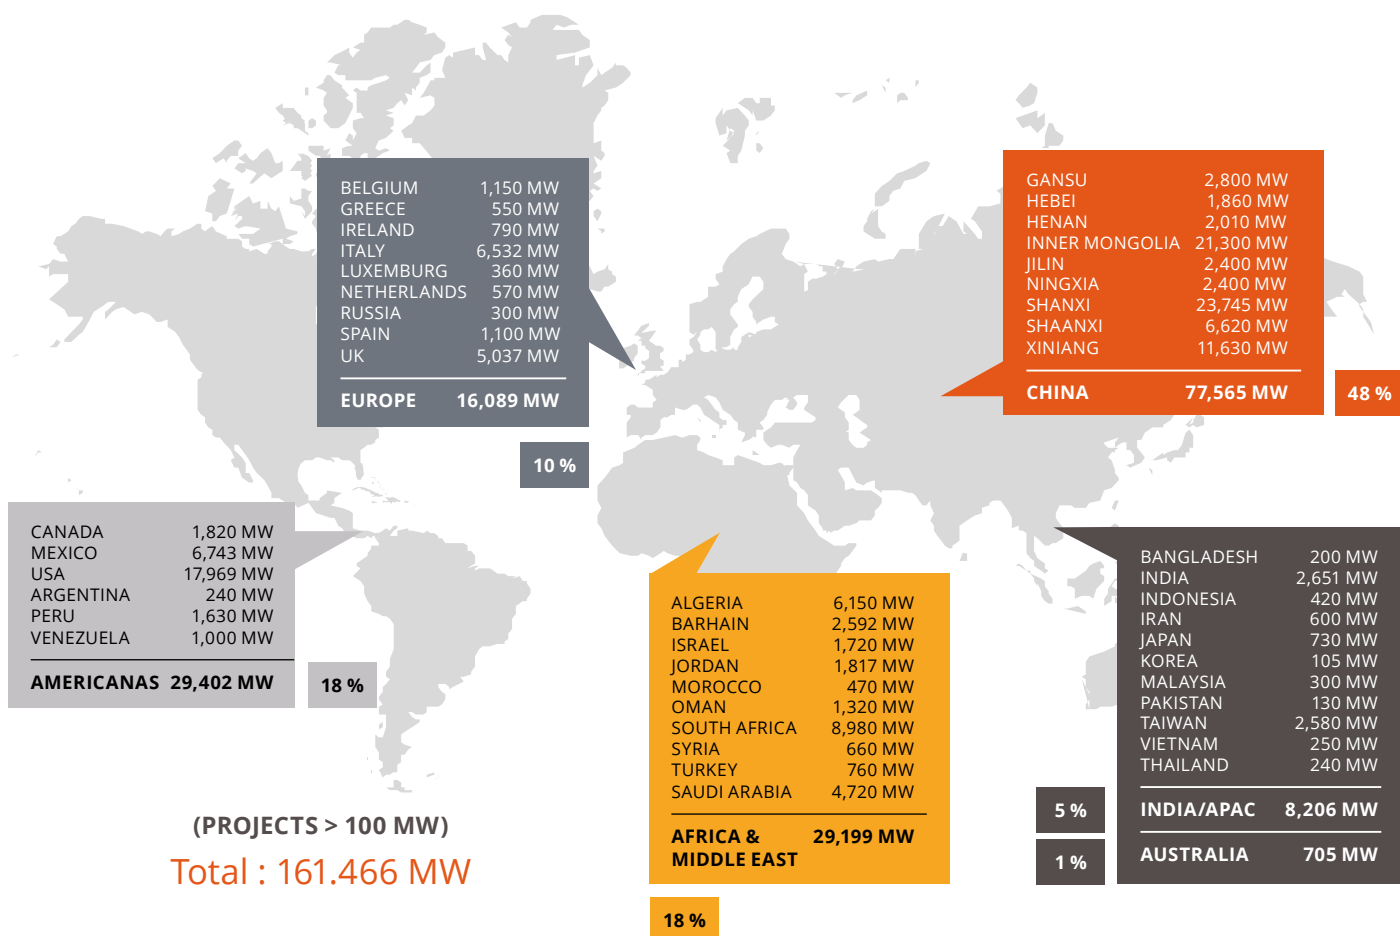 BELGIUM 1,150 MW
GREECE 550 MW
IRELAND 790 MW
ITALY 6,532 MW
LUXEMBURG 360 MW
NETHERLANDS 570 MW
RUSSIA 300 MW
SPAIN 1,100 MW
UK 5,037 MW
EUROPE 16,089 MW
10 %
GANSU 2,800 MW
HEBEI 1,860 MW
HENAN 2,010 MW
INNER MONGOLIA 21,300 MW
JILIN 2,400 MW
NINGXIA 2,400 MW
SHANXI 23,745 MW
SHAANXI 6,620 MW
XINIANG 11,630 MW
CHINA 77,565 MW
48 %
CANADA 1,820 MW
MEXICO 6,743 MW
USA 17,969 MW
ARGENTINA 240 MW
PERU 1,630 MW
VENEZUELA 1,000 MW
AMERICANAS 29,402 MW
18 %
ALGERIA 6,150 MW
BARHAIN 2,592 MW
ISRAEL 1,720 MW
JORDAN 1,817 MW
MOROCCO 470 MW
OMAN 1,320 MW
SOUTH AFRICA 8,980 MW
SYRIA 660 MW
TURKEY 760 MW
SAUDI ARABIA 4,720 MW
AFRICA & 29,199 MW
MIDDLE EAST
18 %
BANGLADESH 200 MW
INDIA 2,651 MW
INDONESIA 420 MW
IRAN 600 MW
JAPAN 730 MW
KOREA 105 MW
MALAYSIA 300 MW
PAKISTAN 130 MW
TAIWAN 2,580 MW
VIETNAM 250 MW
THAILAND 240 MW
5 %
INDIA/APAC 8,206 MW
1 %
AUSTRALIA 705 MW
(PROJECTS > 100 MW)
Total : 161.466 MW